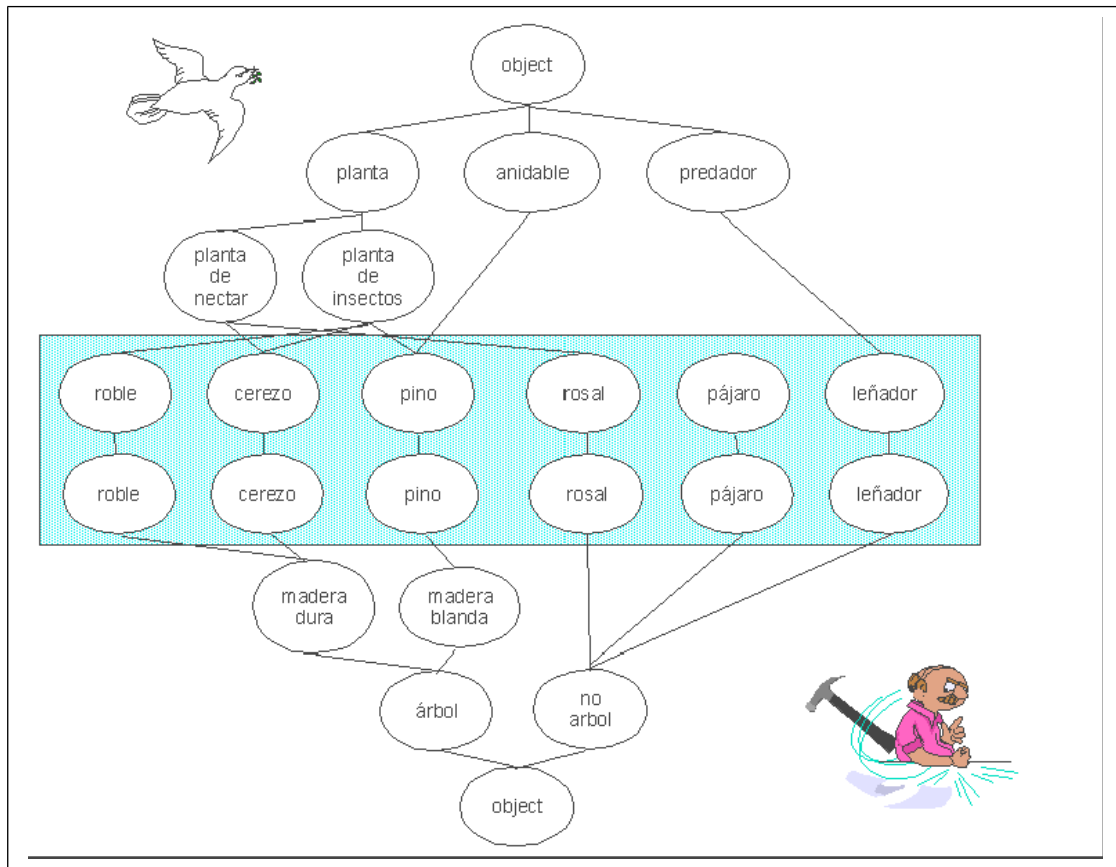 object
planta
anidable
predador
planta
de
nectar
planta
de
insectos
roble
cerezo
pino
rosal
pájaro
leñador
roble
cerezo
pino
rosal
pájaro
leñador
madera
dura
madera
blanda
árbol
no
arbol
object